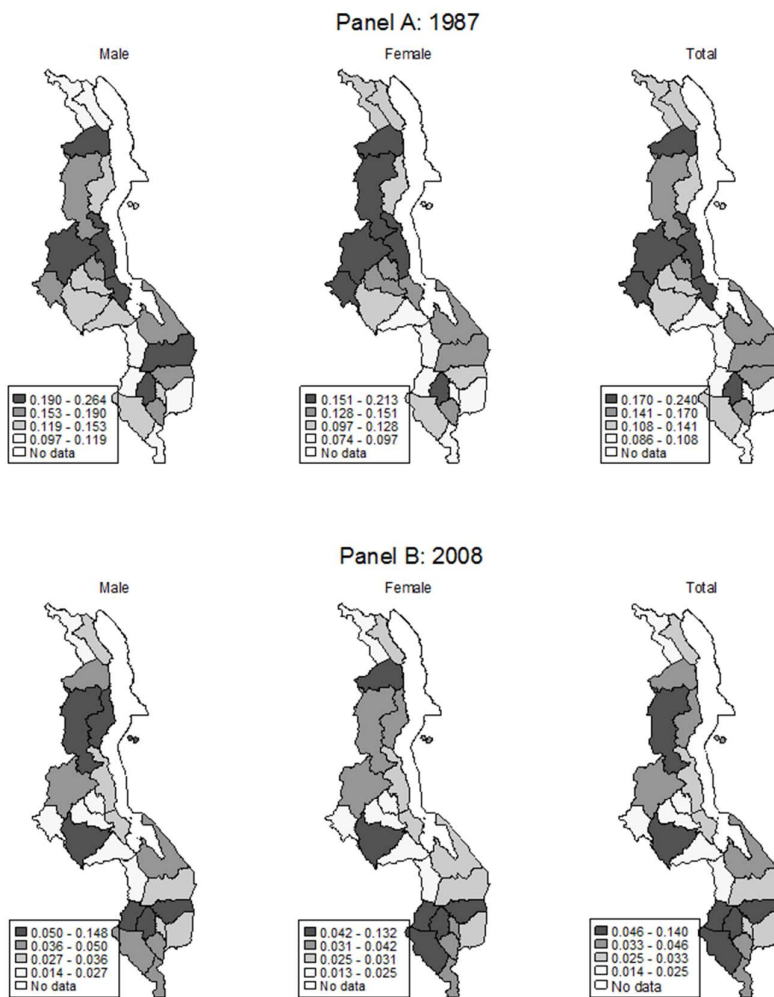 Panel A: 1987
Male
Female
Total
0.190 - 0.264
0.153 - 0.190
0.119 - 0.153
0.097 - 0.119
No data
0.151 - 0.213
0.128 - 0.151
0.097 - 0.128
0.074 - 0.097
No data
0.170 - 0.240
0.141 - 0.170
0.108 - 0.141
0.086 - 0.108
No data
Panel B: 2008
Male
Female
Total
0.050 - 0.148
0.036 - 0.050
0.027 - 0.036
0.014 - 0.027
No data
0.042 - 0.132
0.031 - 0.042
0.025 - 0.031
0.013 - 0.025
No data
0.046 - 0.140
0.033 - 0.046
0.025 - 0.033
0.014 - 0.025
No data